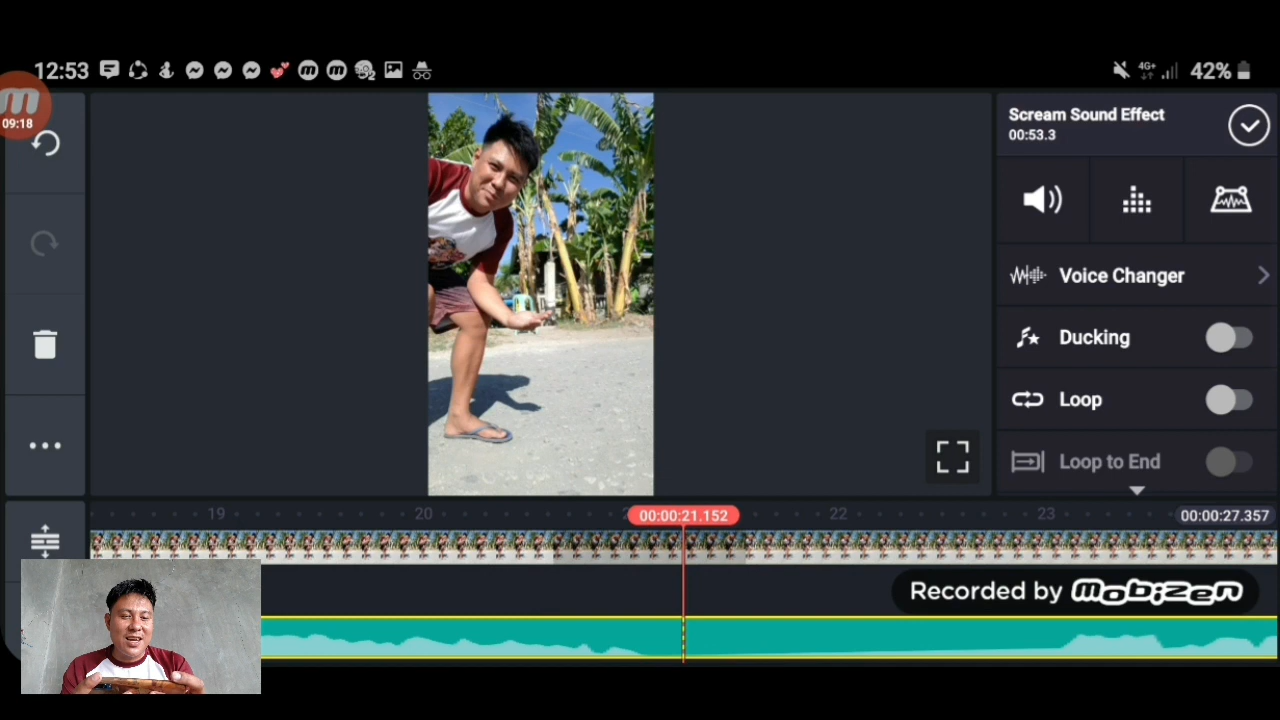 12:53
42%
4G+
09:18
Scream Sound Effect
00:53.3
Voice Changer
Ducking
Loop
Loop to End
19
20
00:00:21.152
22
23
00:00:27.357
Recorded by Mobizen